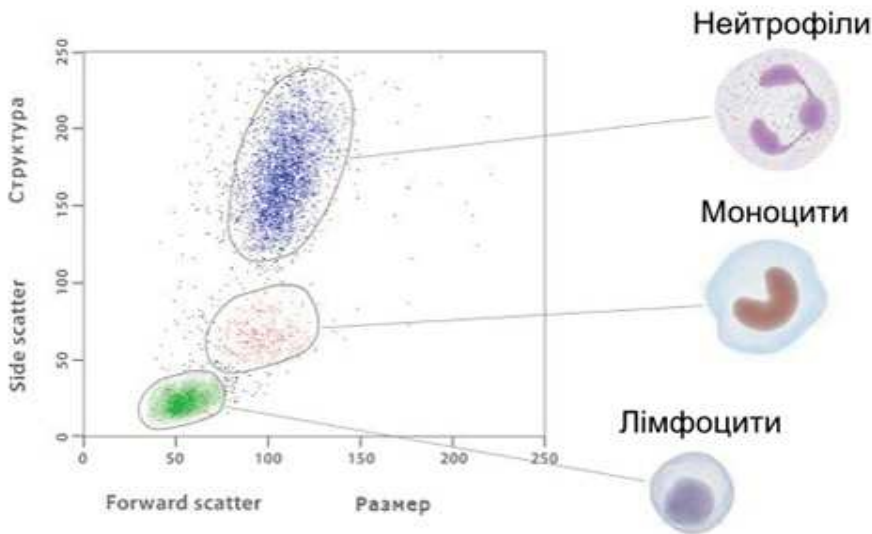 Нейтрофіли
Моноцити
Лімфоцити
Структура
Side scatter
250
200
150
100
50
0
0
50
100
150
200
250
Forward scatter
Размер